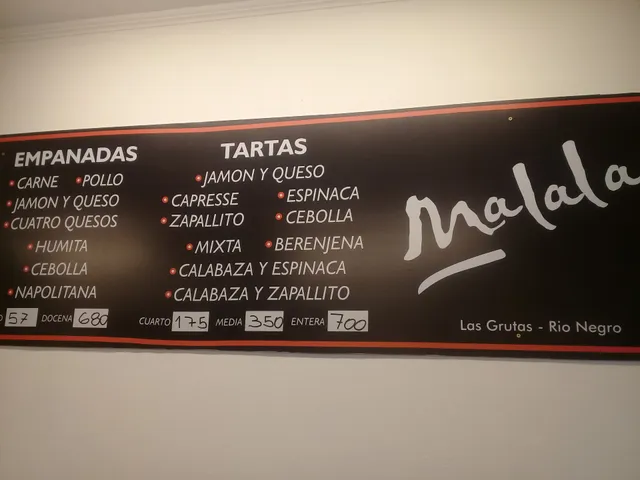 EMPANADAS
CARNE POLLO
JAMON Y QUESO
CUATRO QUESOS
HUMITA
CEBOLLA
NAPOLITANA
57 DOCENA 680
TARTAS
JAMON Y QUESO
CAPRESSE ESPINACA
ZAPALLITO CEBOLLA
MIXTA BERENJENA
CALABAZA Y ESPINACA
CALABAZA Y ZAPALLITO
CUARTO 175 MEDIA 350 ENTERA 700
Malala
Las Grutas - Rio Negro